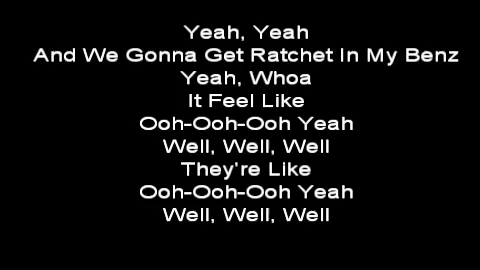 Yeah, Yeah
And We Gonna Get Ratchet In My Benz
Yeah, Whoa
It Feel Like
Ooh-Ooh-Ooh Yeah
Well, Well, Well
They're Like
Ooh-Ooh-Ooh Yeah
Well, Well, Well